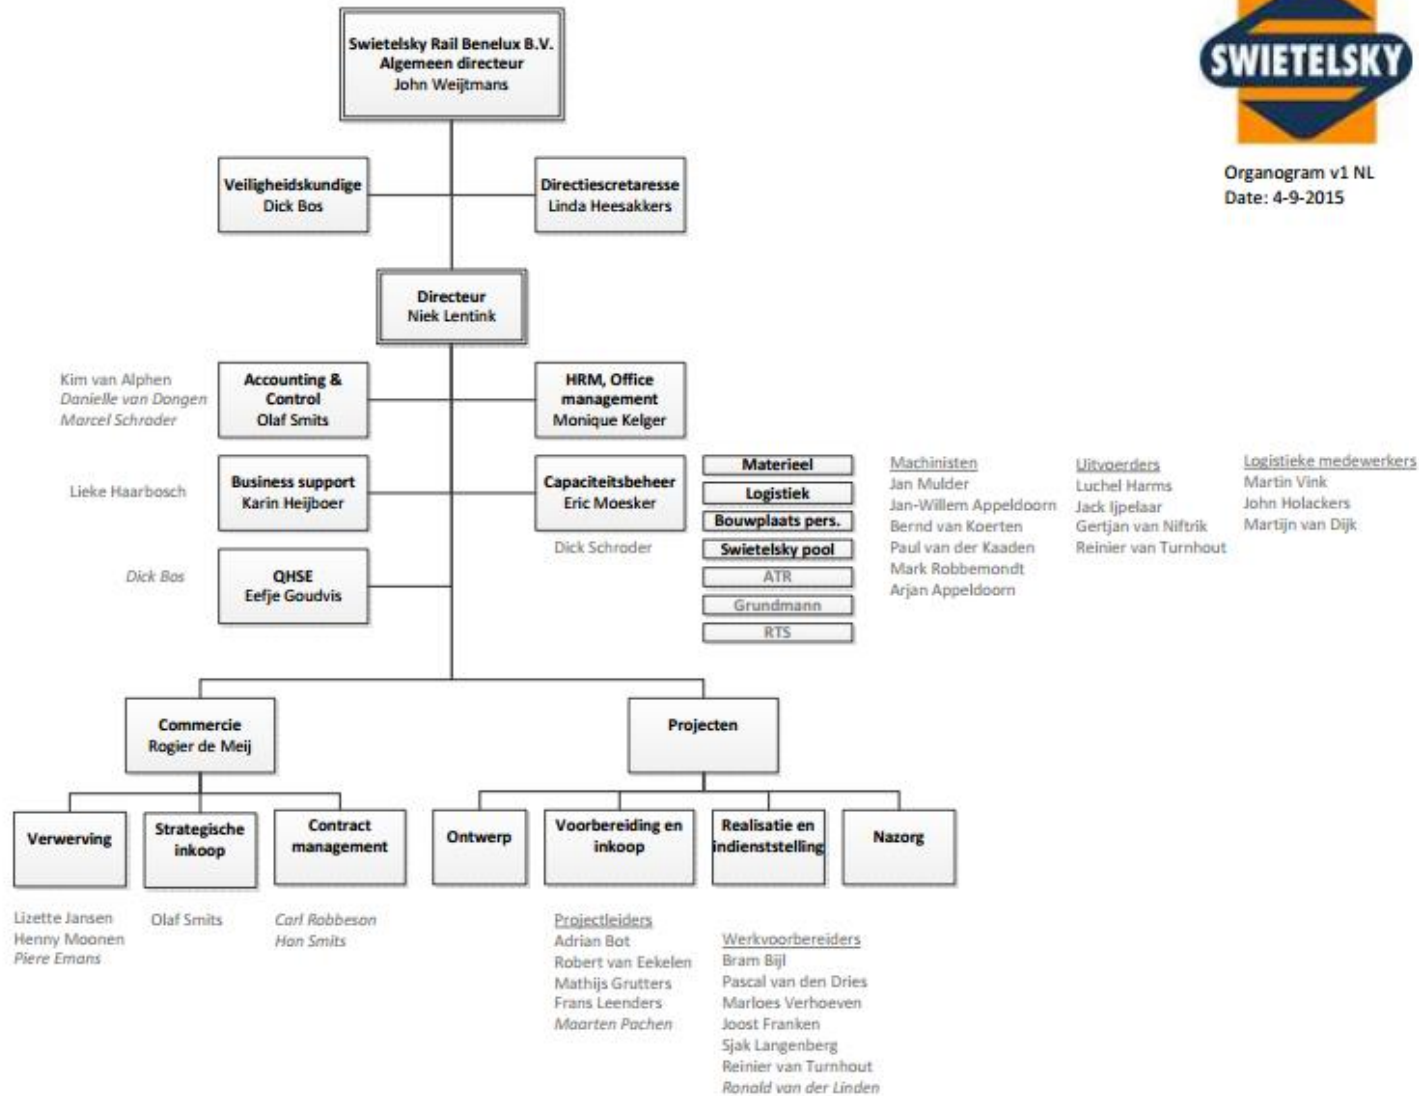 Swietelsky Rail Benelux B.V.
Algemeen directeur
John Weijtmans
SWIETELSKY
Organogram v1 NL
Date: 4-9-2015
Veiligheidskundige
Dick Bos
Directiescretaresse
Linda Heesakkers
Directeur
Niek Lentink
Kim van Alphen
Danielle van Dongen
Marcel Schrader
Accounting &
Control
Olaf Smits
HRM, Office
management
Monique Kelger
Lieke Haarbosch
Business support
Karin Heijboer
Capaciteitsbeheer
Eric Moesker
Dick Schroder
Materieel
Logistiek
Bouwplaats pers.
Swietelsky pool
ATR
Grundmann
RTS
Machinisten
Jan Mulder
Jan-Willem Appeldoorn
Bernd van Koerten
Paul van der Kaaden
Mark Robbemondt
Arjan Appeldoorn
Uitvoerders
Luchel Harms
Jack Ijpelaar
Gertjan van Niftrik
Reinier van Turnhout
Logistieke medewerkers
Martin Vink
John Holackers
Martijn van Dijk
Dick Bos
QHSE
Eefje Goudvis
Commercie
Rogier de Meij
Projecten
Verwerving
Strategische
inkoop
Contract
management
Ontwerp
Voorbereiding en
inkoop
Realisatie en
indienststelling
Nazorg
Lizette Jansen
Henny Moonen
Piere Emans
Olaf Smits
Carl Robbeson
Han Smits
Projectleiders
Adrian Bot
Robert van Eekelen
Mathijs Grutters
Frans Leenders
Maarten Pachen
Werkvoorbereiders
Bram Bijl
Pascal van den Dries
Marloes Verhoeven
Joost Franken
Sjak Langenberg
Reinier van Turnhout
Ronald van der Linden